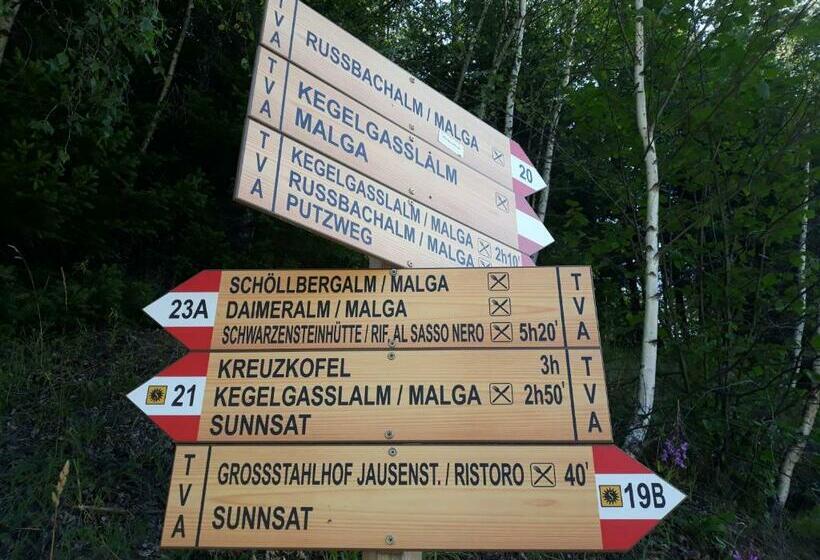 TVA RUSSBACHALM / MALGA 20
TVA KEGELGASSLALM
MALGA
TVA KEGELGASSLALM / MALGA
RUSSBACHALM / MALGA 2h10'
PUTZWEG
23A SCHÖLLBERGALM / MALGA TVA
DAIMERALM / MALGA
SCHWARZENSTEINHÜTTE / RIF. AL SASSO NERO 5h20'
21 KREUZKOFEL 3h TVA
KEGELGASSLALM / MALGA 2h50'
SUNNSAT
TVA GROSSSTAHLHOF JAUSENST. / RISTORO 40' 19B
SUNNSAT